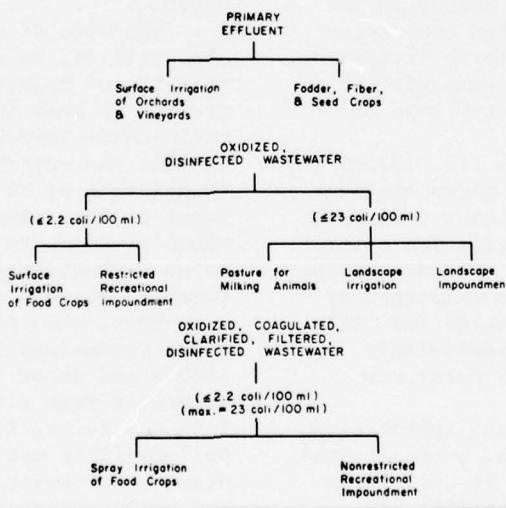 PRIMARY
EFFLUENT
Surface Irrigation
of Orchards
& Vineyards
Fodder, Fiber,
& Seed Crops
OXIDIZED,
DISINFECTED WASTEWATER
(≤2.2 coli/100 ml)
(≤23 coli/100 ml)
Surface
Irrigation
of Food Crops
Restricted
Recreational
Impoundment
Pasture for
Milking Animals
Landscape
Irrigation
Landscape
Impoundment
OXIDIZED, COAGULATED,
CLARIFIED, FILTERED,
DISINFECTED WASTEWATER
(≤2.2 coli/100 ml)
(max.= 23 coli/100 ml)
Spray Irrigation
of Food Crops
Nonrestricted
Recreational
Impoundment